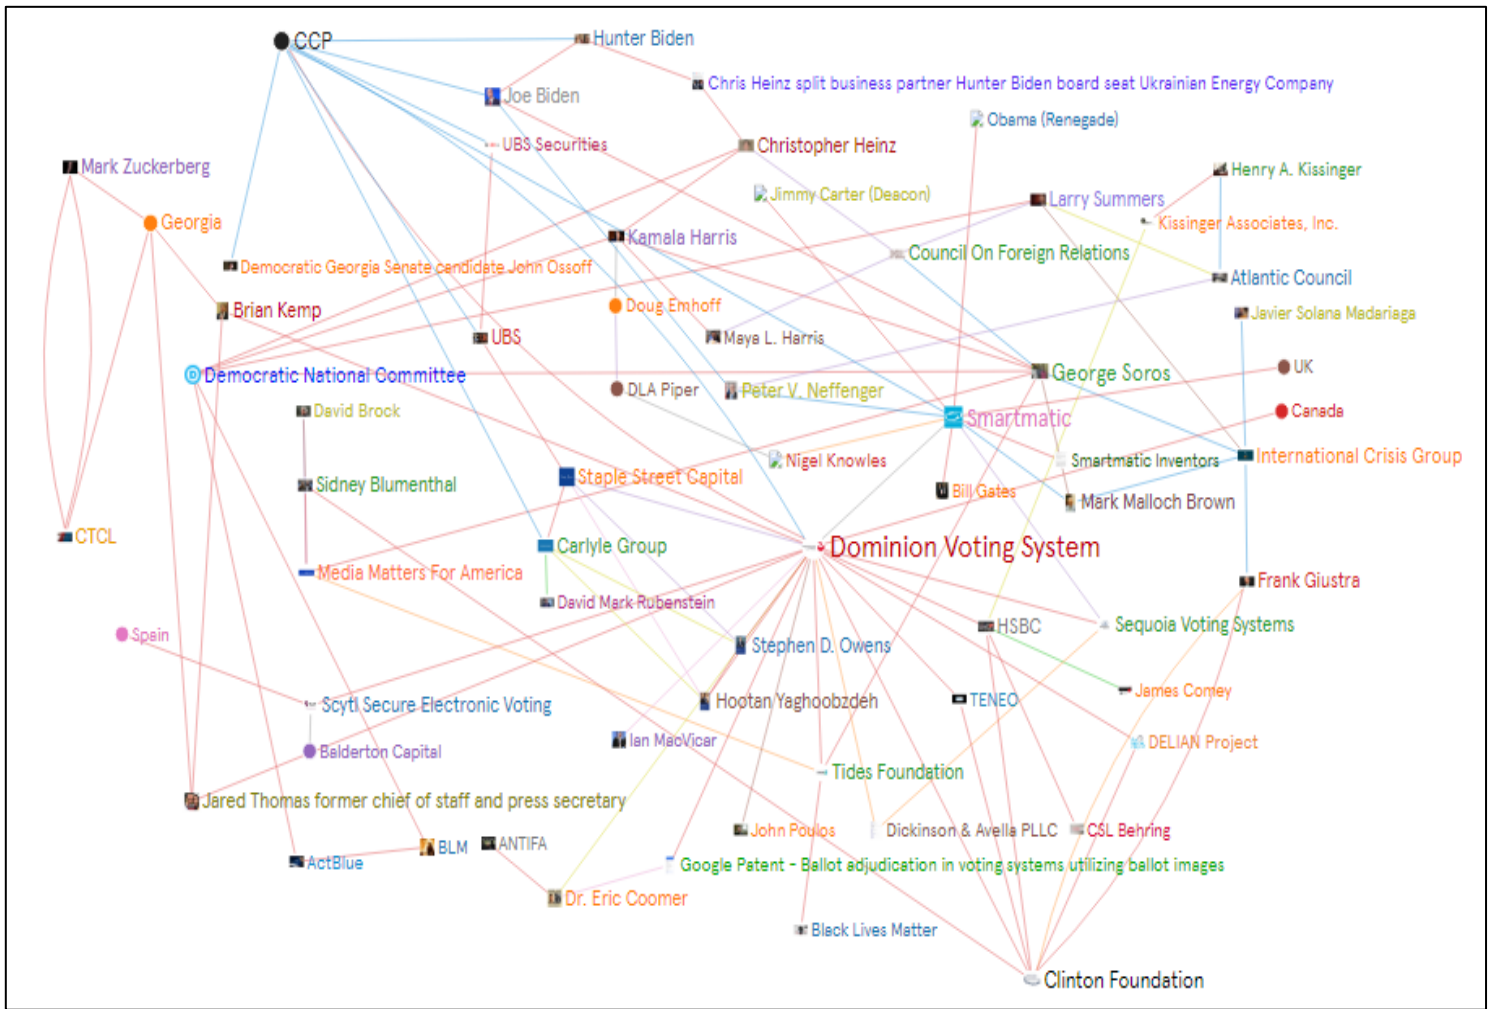 CCP
Hunter Biden
Chris Heinz split business partner Hunter Biden board seat Ukrainian Energy Company
Joe Biden
Obama (Renegade)
UBS Securities
Christopher Heinz
Mark Zuckerberg
Henry A. Kissinger
Jimmy Carter (Deacon)
Larry Summers
Georgia
Kissinger Associates, Inc.
Kamala Harris
Council On Foreign Relations
Democratic Georgia Senate candidate John Ossoff
Atlantic Council
Brian Kemp
Doug Emhoff
Javier Solana Madariaga
UBS
Maya L. Harris
UK
Democratic National Committee
George Soros
DLA Piper
Peter V. Neffenger
David Brock
Smartmatic
Canada
Nigel Knowles
Smartmatic Inventors
International Crisis Group
Staple Street Capital
Sidney Blumenthal
Bill Gates
Mark Malloch Brown
CTCL
Carlyle Group
Dominion Voting System
Media Matters For America
Frank Giustra
David Mark Rubenstein
Spain
HSBC
Sequoia Voting Systems
Stephen D. Owens
James Comey
Scytl Secure Electronic Voting
Hootan Yaghoobzdeh
TENEO
Ian MacVicar
DELIAN Project
Balderton Capital
Tides Foundation
Jared Thomas former chief of staff and press secretary
John Poulos
Dickinson & Avella PLLC
CSL Behring
BLM
ANTIFA
ActBlue
Google Patent - Ballot adjudication in voting systems utilizing ballot images
Dr. Eric Coomer
Black Lives Matter
Clinton Foundation